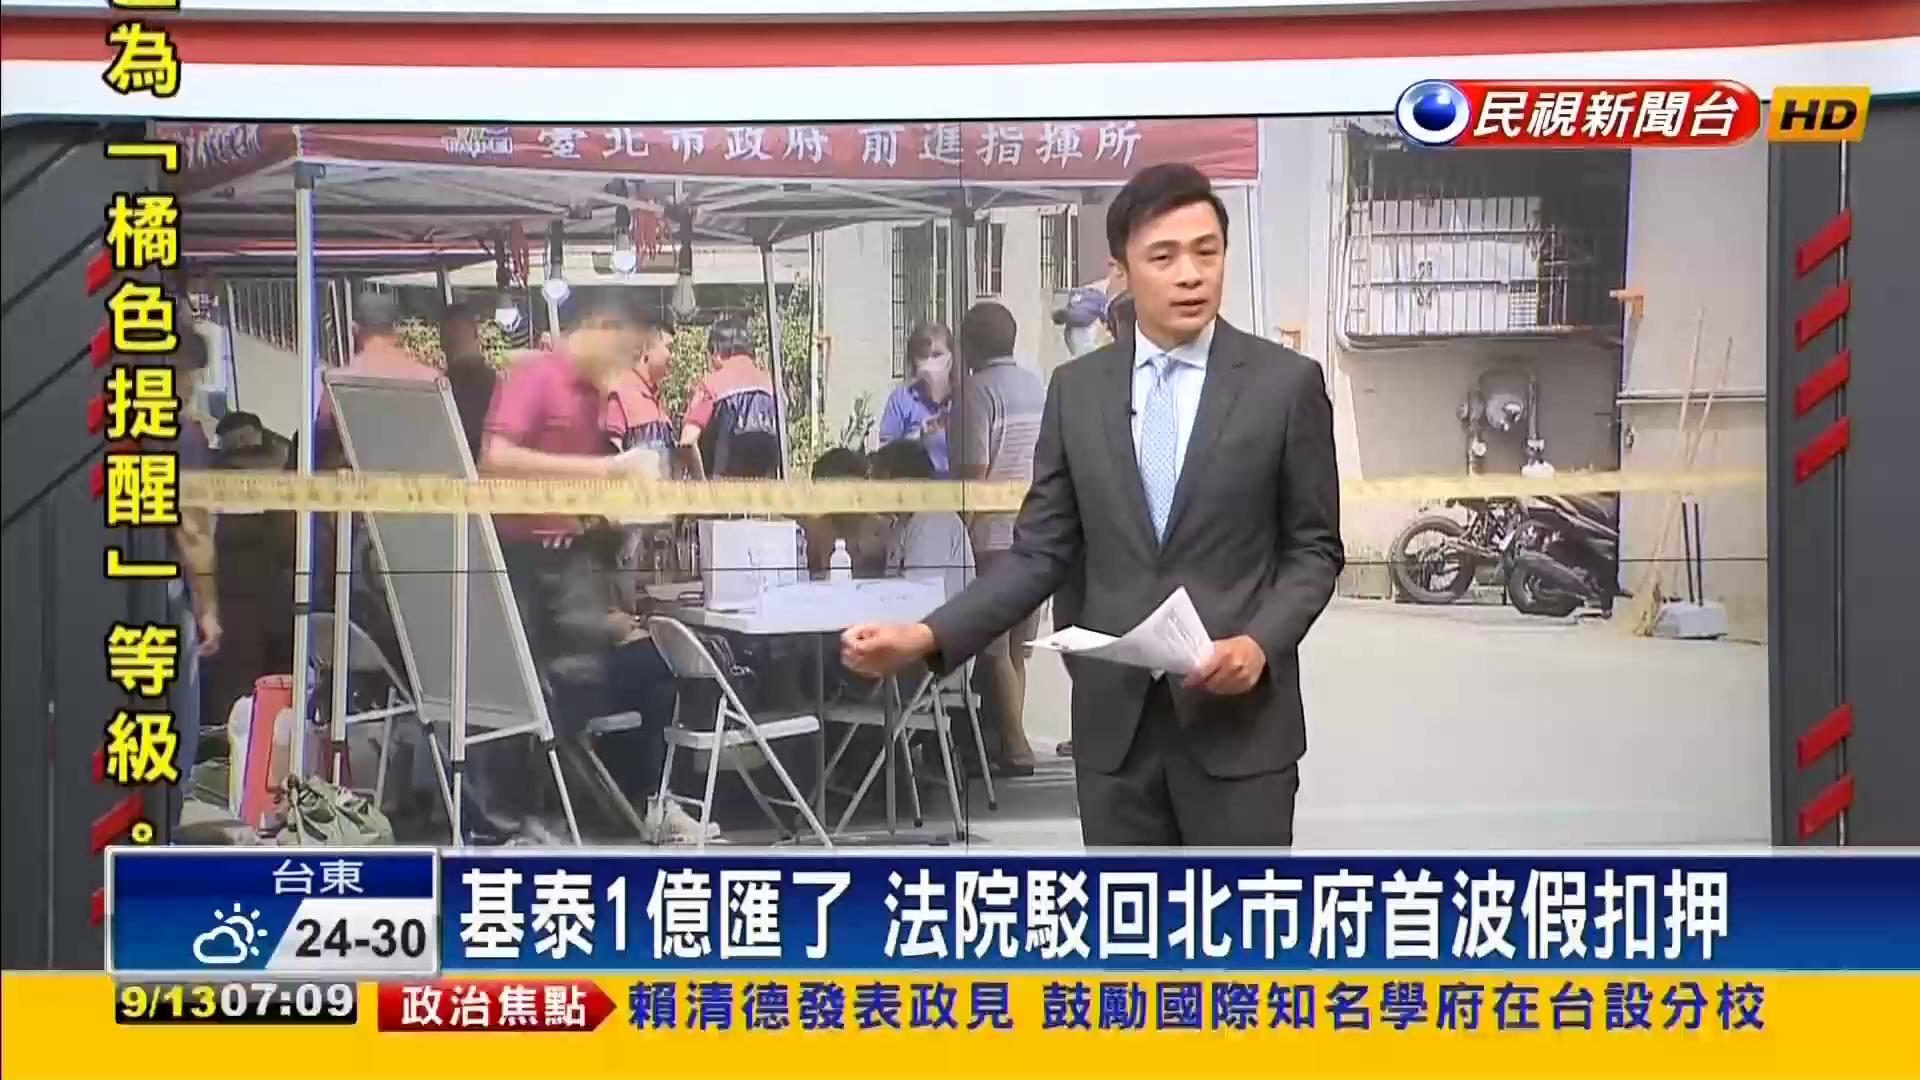 為「橘色提醒」等級。
民視新聞台 HD
臺北市政府 前進指揮所
台東
24-30
基泰1億匯了 法院駁回北市府首波假扣押
9/13 07:09
政治焦點
賴清德發表政見 鼓勵國際知名學府在台設分校